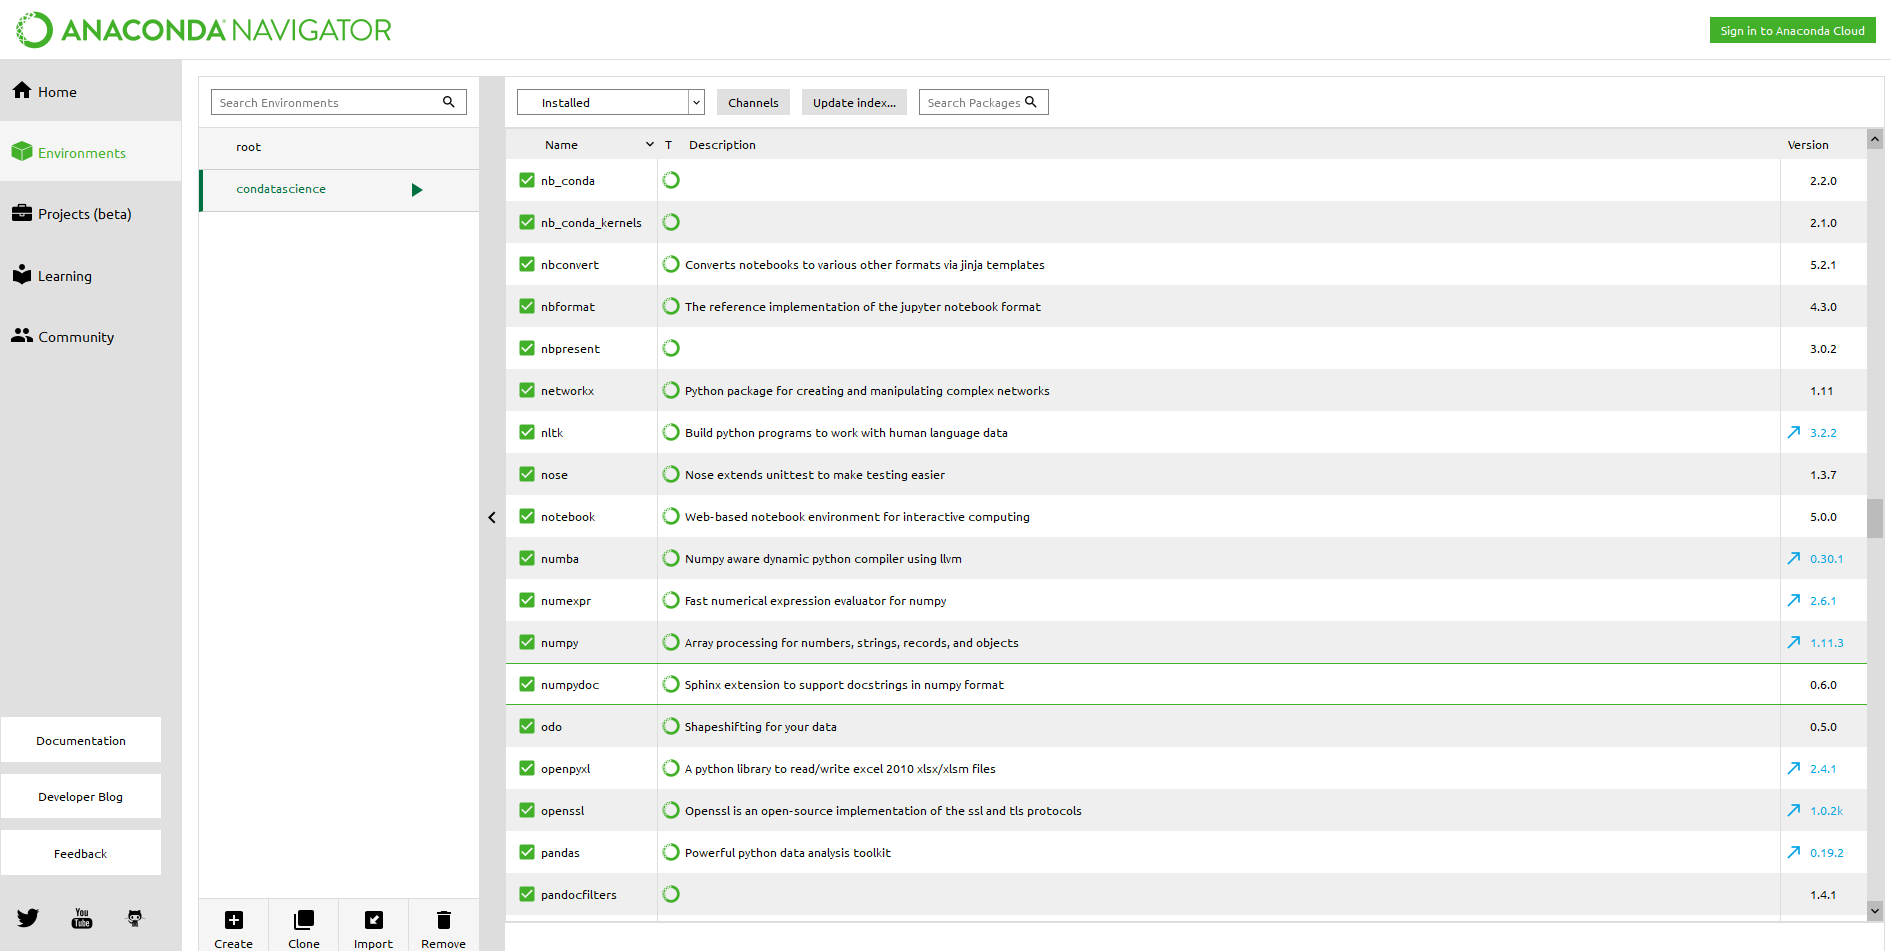 ANACONDA NAVIGATOR
Sign in to Anaconda Cloud
Home
Environments
Projects (beta)
Learning
Community
Documentation
Developer Blog
Feedback
You
Tube
Search Environments
root
condatascience
Create
Clone
Import
Remove
Installed
Channels
Update index...
Search Packages
Name T Description Version
nb_conda 2.2.0
nb_conda_kernels 2.1.0
nbconvert Converts notebooks to various other formats via jinja templates 5.2.1
nbformat The reference implementation of the jupyter notebook format 4.3.0
nbpresent 3.0.2
networkx Python package for creating and manipulating complex networks 1.11
nltk Build python programs to work with human language data 3.2.2
nose Nose extends unittest to make testing easier 1.3.7
notebook Web-based notebook environment for interactive computing 5.0.0
numba Numpy aware dynamic python compiler using llvm 0.30.1
numexpr Fast numerical expression evaluator for numpy 2.6.1
numpy Array processing for numbers, strings, records, and objects 1.11.3
numpydoc Sphinx extension to support docstrings in numpy format 0.6.0
odo Shapeshifting for your data 0.5.0
openpyxl A python library to read/write excel 2010 xlsx/xlsm files 2.4.1
openssl Openssl is an open-source implementation of the ssl and tls protocols 1.0.2k
pandas Powerful python data analysis toolkit 0.19.2
pandocfilters 1.4.1